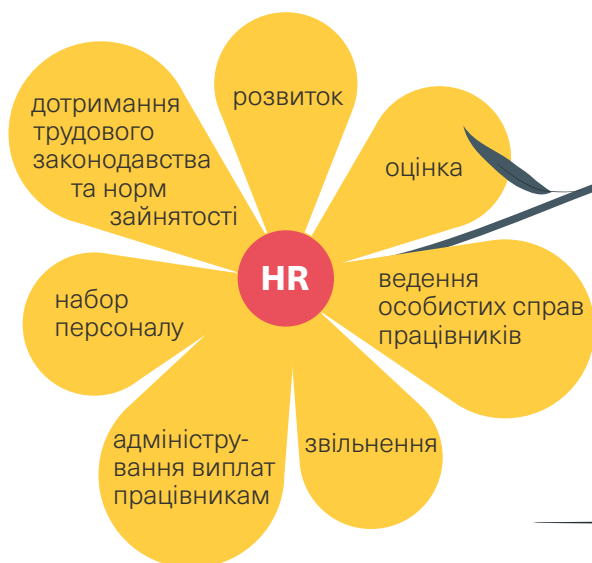 розвиток
дотримання
трудового
законодавства
та норм
зайнятості
оцінка
HR
ведення
особистих справ
працівників
набор
персоналу
адміністру-
вання виплат
працівникам
звільнення